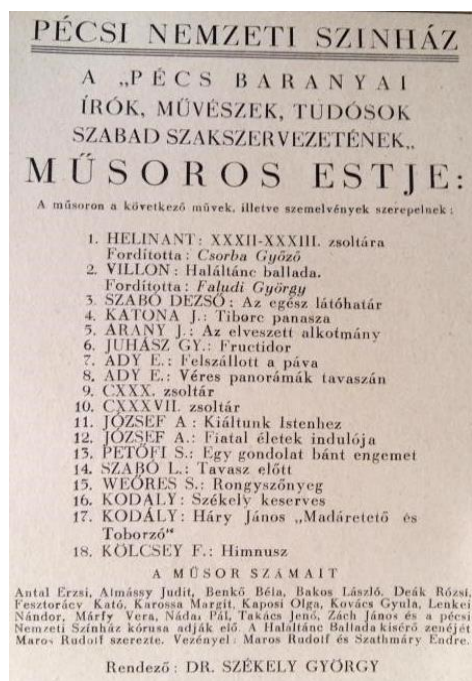 PÉCSI NEMZETI SZINHÁZ
A „PÉCS BARANYAI
ÍRÓK, MŰVÉSZEK, TUDÓSOK
SZABAD SZAKSZERVEZETÉNEK„
MŰSOROS ESTJE:
A műsoron a következő művek, illetve szemelvények szerepelnek:
1. HELINANT: XXXII-XXXIII. zsoltára
Fordította: Csorba Győző
2. VILLON: Haláltánc ballada.
Fordította: Faludi György
3. SZABÓ DEZSŐ: Az egész látóhatár
4. KATONA J.: Tiborc panasza
5. ARANY J.: Az elveszett alkotmány
6. JUHÁSZ GY.: Fructidor
7. ADY E.: Felszállott a páva
8. ADY E.: Véres panorámák tavaszán
9. CXXX. zsoltár
10. CXXXVII. zsoltár
11. JÓZSEF A : Kiáltunk Istenhez
12. JÓZSEF A.: Fiatal életek indulója
13. PETŐFI S.: Egy gondolat bánt engemet
14. SZABÓ L.: Tavasz előtt
15. WEŐRES S.: Rongyszőnyeg
16. KODÁLY: Székely keserves
17. KODÁLY: Háry János „Madáretető és
Toborzó"
18. KÖLCSEY F.: Himnusz
A MŰSOR SZÁMAIT
Antal Erzsi, Almássy Judit, Benkő Béla, Bakos László, Deák Rózsi,
Fesztorácv Kató, Karossa Margit, Kaposi Olga, Kovács Gyula, Lenkei
Nándor, Márfy Vera, Nádas Pál, Takács Jenő, Zách János és a pécsi
Nemzeti Színház kórusa adják elő. A Haláltánc Ballada kísérő zenéjét
Maros Rudolf szerezte. Vezényel: Maros Rudolf és Szathmáry Endre.
Rendező: DR. SZÉKELY GYÖRGY